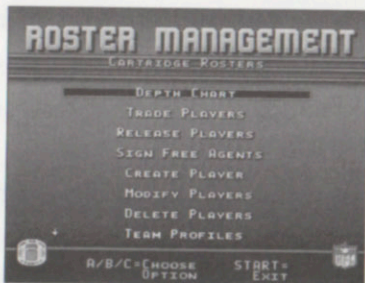 ROSTER MANAGEMENT
CARTRIDGE ROSTERS
DEPTH CHART
TRADE PLAYERS
RELEASE PLAYERS
SIGN FREE AGENTS
CREATE PLAYER
MODIFY PLAYERS
DELETE PLAYERS
TEAM PROFILES
A/B/C=CHOOSE OPTION
START=EXIT